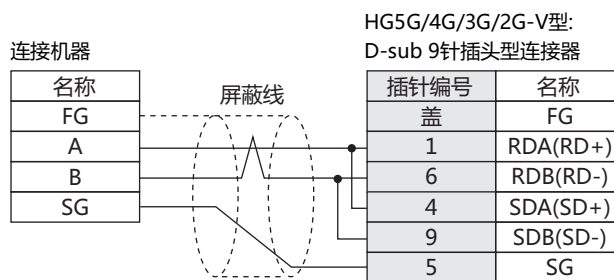 HG5G/4G/3G/2G-V型:
连接机器 D-sub 9针插头型连接器
名称 屏蔽线 插针编号 名称
FG 盖 FG
A 1 RDA(RD+)
B 6 RDB(RD-)
SG 4 SDA(SD+)
9 SDB(SD-)
5 SG